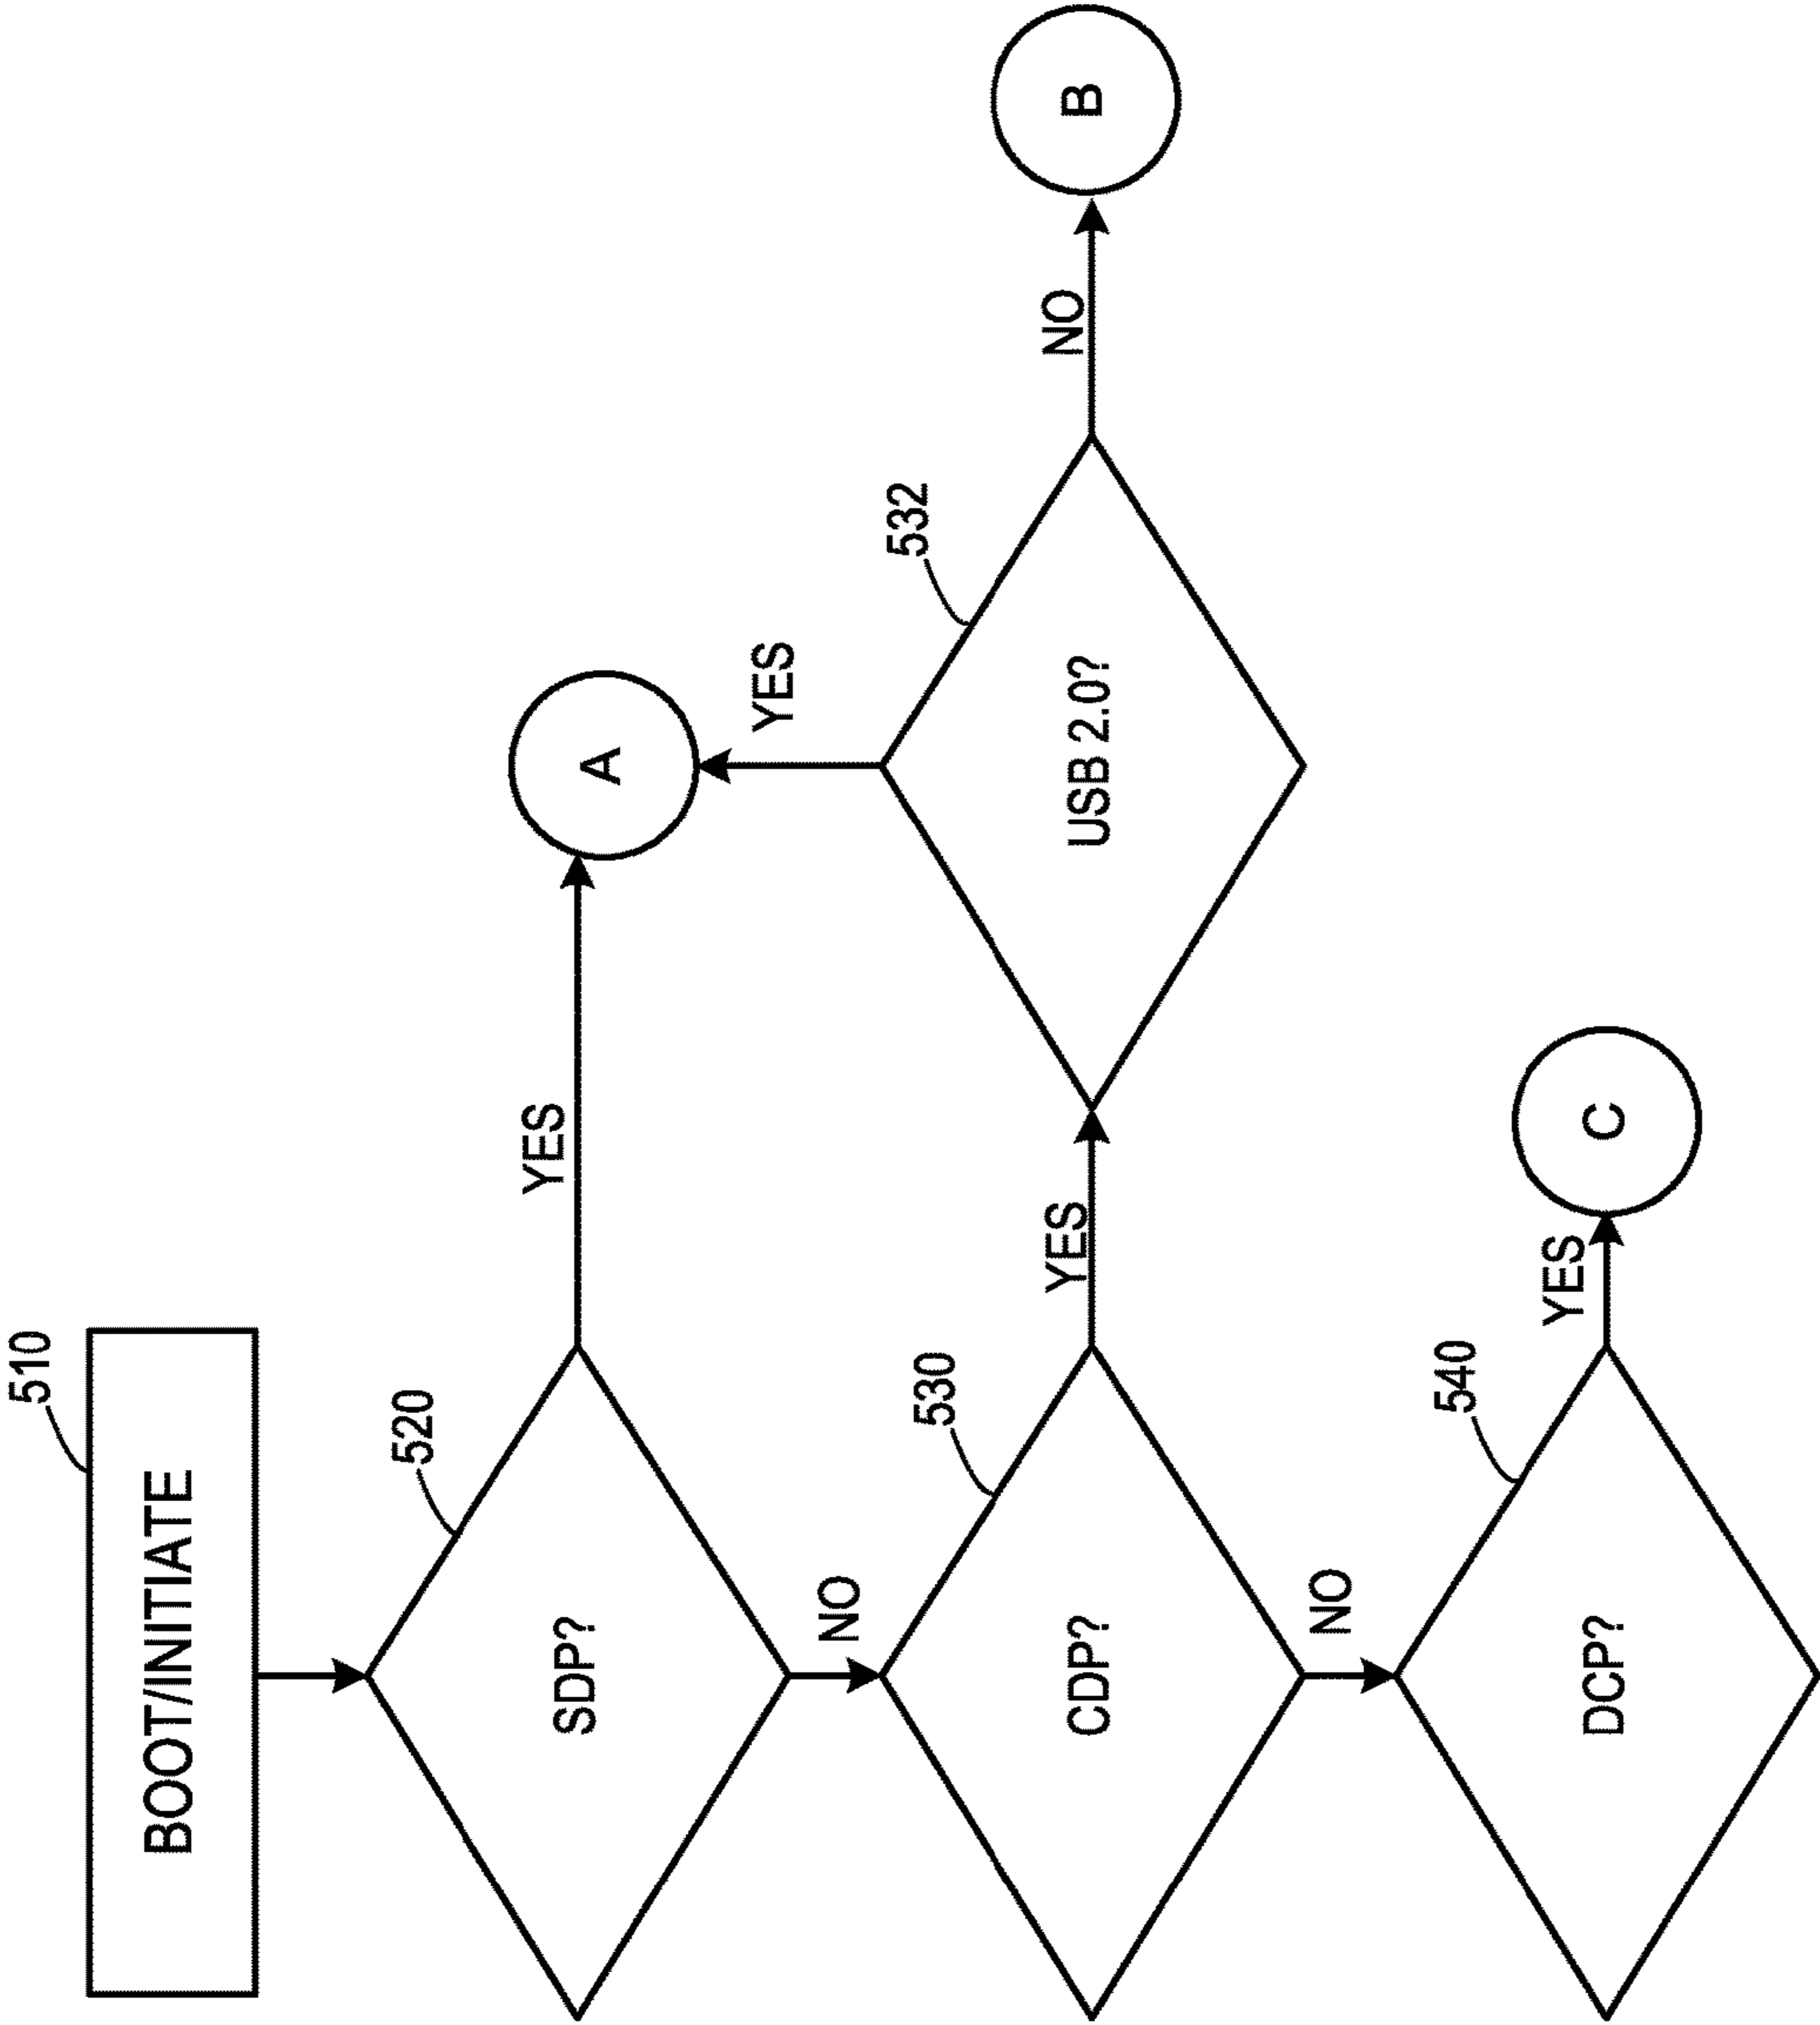 510
BOOT/INITIATE
520
SDP?
YES
A
NO
530
CDP?
YES
532
USB 2.0?
YES
NO
B
NO
540
DCP?
YES
C